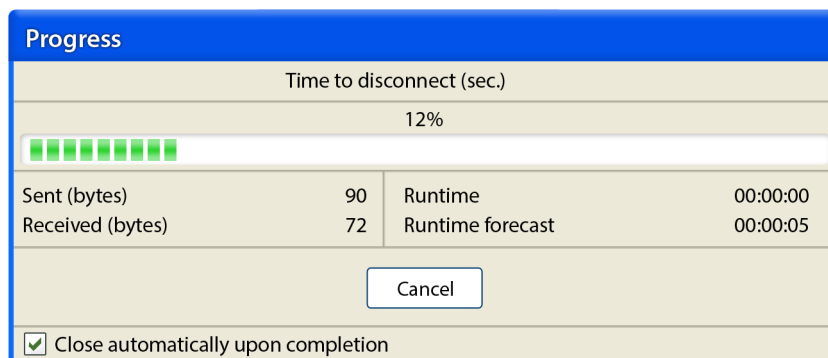 Progress
Time to disconnect (sec.)
12%
Sent (bytes) 90 Runtime 00:00:00
Received (bytes) 72 Runtime forecast 00:00:05
Cancel
Close automatically upon completion